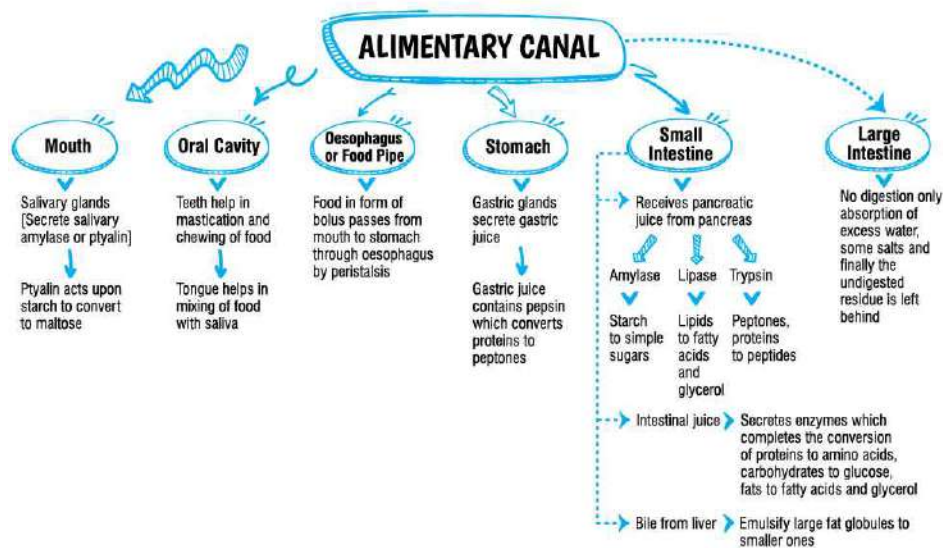 ALIMENTARY CANAL
Mouth
Salivary glands
[Secrete salivary
amylase or ptyalin]
Ptyalin acts upon
starch to convert
to maltose
Oral Cavity
Teeth help in
mastication and
chewing of food
Tongue helps in
mixing of food
with saliva
Oesophagus
or Food Pipe
Food in form of
bolus passes from
mouth to stomach
through oesophagus
by peristalsis
Stomach
Gastric glands
secrete gastric
juice
Gastric juice
contains pepsin
which converts
proteins to
peptones
Small
Intestine
Receives pancreatic
juice from pancreas
Amylase
Starch
to simple
sugars
Lipase
Lipids
to fatty
acids
and
glycerol
Trypsin
Peptones,
proteins
to peptides
Intestinal juice
Secretes enzymes which
completes the conversion
of proteins to amino acids,
carbohydrates to glucose,
fats to fatty acids and glycerol
Bile from liver
Emulsify large fat globules to
smaller ones
Large
Intestine
No digestion only
absorption of
excess water,
some salts and
finally the
undigested
residue is left
behind